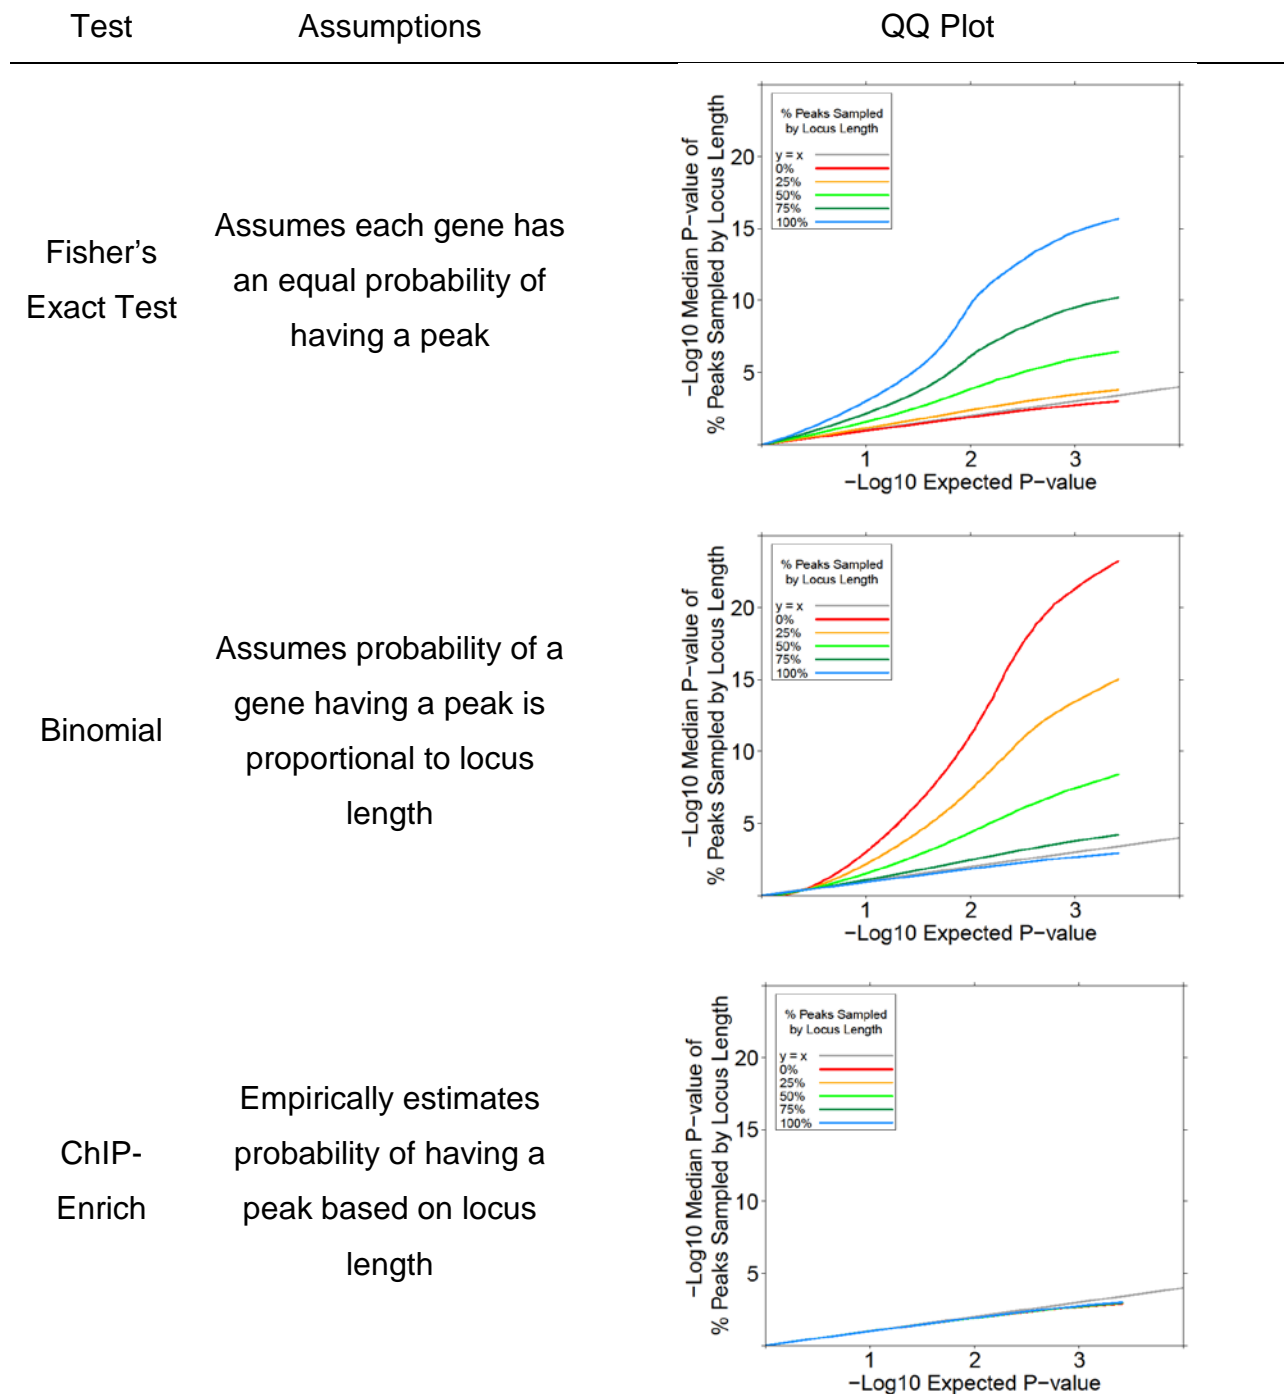 Test Assumptions QQ Plot
Fisher's
Exact Test
Assumes each gene has
an equal probability of
having a peak
−Log10 Median P−value of
% Peaks Sampled by Locus Length
% Peaks Sampled
by Locus Length
y = x
0%
25%
50%
75%
100%
20
15
10
5
1 2 3
−Log10 Expected P−value
Binomial
Assumes probability of a
gene having a peak is
proportional to locus
length
−Log10 Median P−value of
% Peaks Sampled by Locus Length
% Peaks Sampled
by Locus Length
y = x
0%
25%
50%
75%
100%
20
15
10
5
1 2 3
−Log10 Expected P−value
ChIP-
Enrich
Empirically estimates
probability of having a
peak based on locus
length
−Log10 Median P−value of
% Peaks Sampled by Locus Length
% Peaks Sampled
by Locus Length
y = x
0%
25%
50%
75%
100%
20
15
10
5
1 2 3
−Log10 Expected P−value